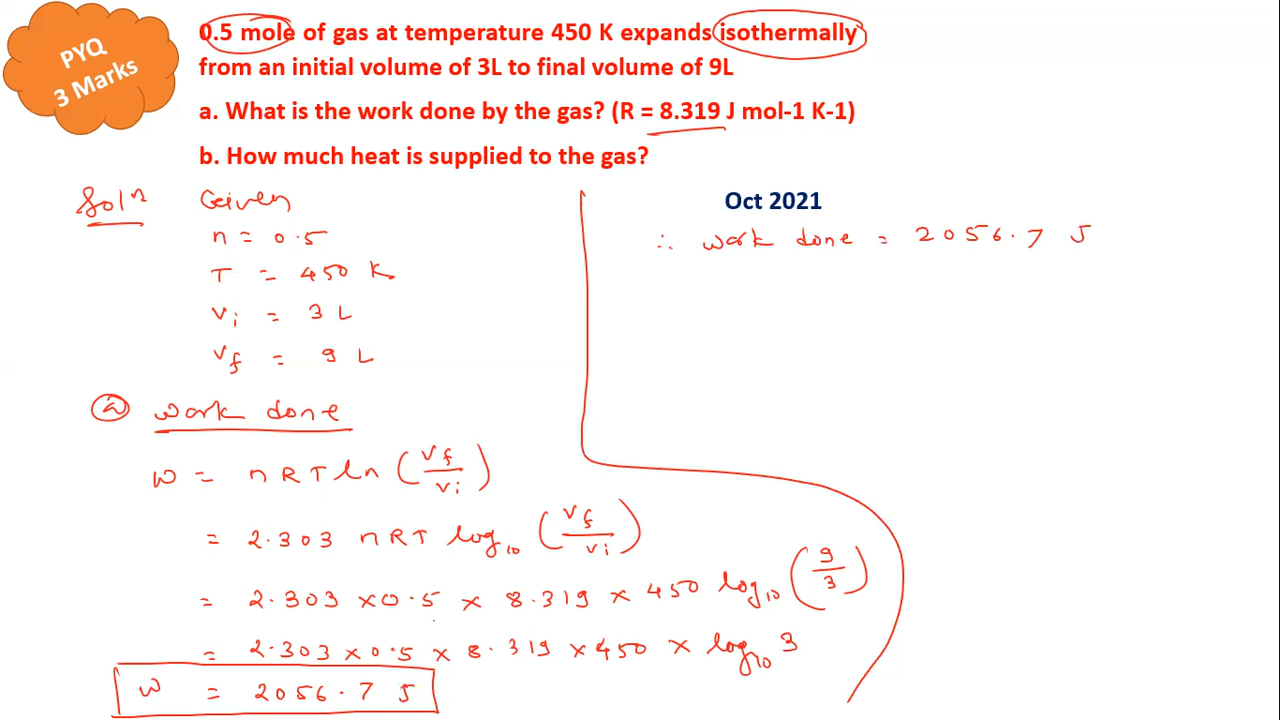 PYQ
3 Marks
0.5 mole of gas at temperature 450 K expands isothermally
from an initial volume of 3L to final volume of 9L
a. What is the work done by the gas? (R = 8.319 J mol-1 K-1)
b. How much heat is supplied to the gas?
Soln Given
n = 0.5
T = 450 K
Vi = 3 L
Vf = 9 L
(a) work done
W = nRT ln (Vf/Vi)
= 2.303 nRT log10 (Vf/Vi)
= 2.303 × 0.5 × 8.319 × 450 log10 (9/3)
= 2.303 × 0.5 × 8.319 × 450 × log10 3
W = 2056.7 J
Oct 2021
∴ work done = 2056.7 J